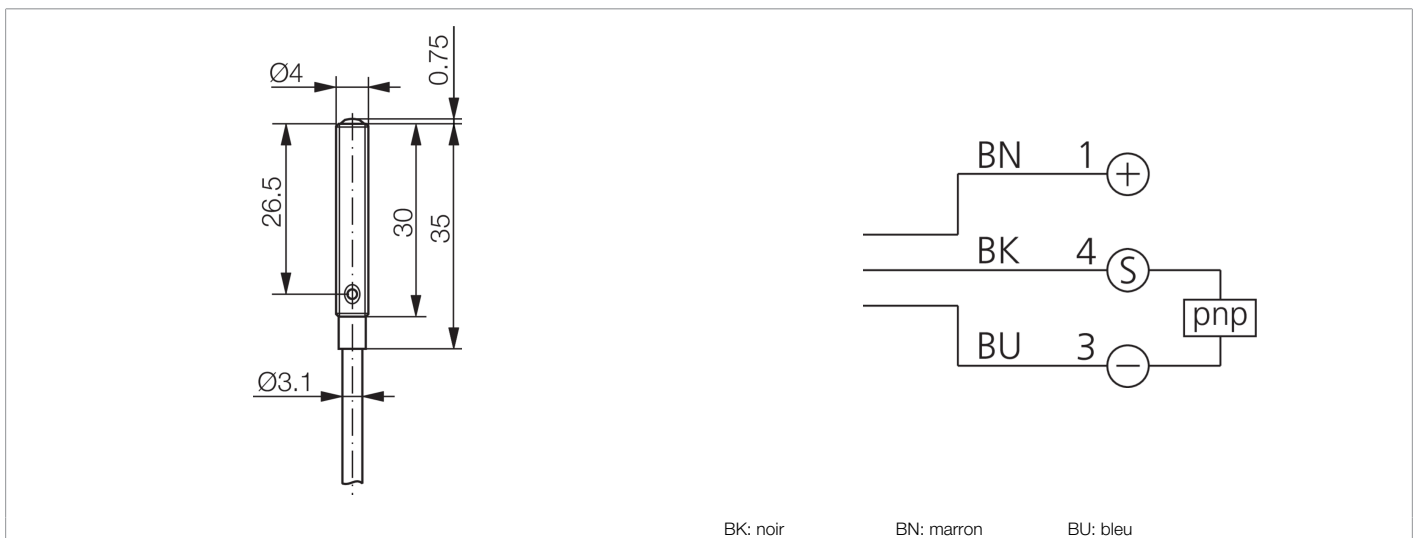 Ø4
0.75
26.5
30
35
Ø3.1
BN 1
+
BK 4 S
pnp
BU 3
−
BK: noir BN: marron BU: bleu